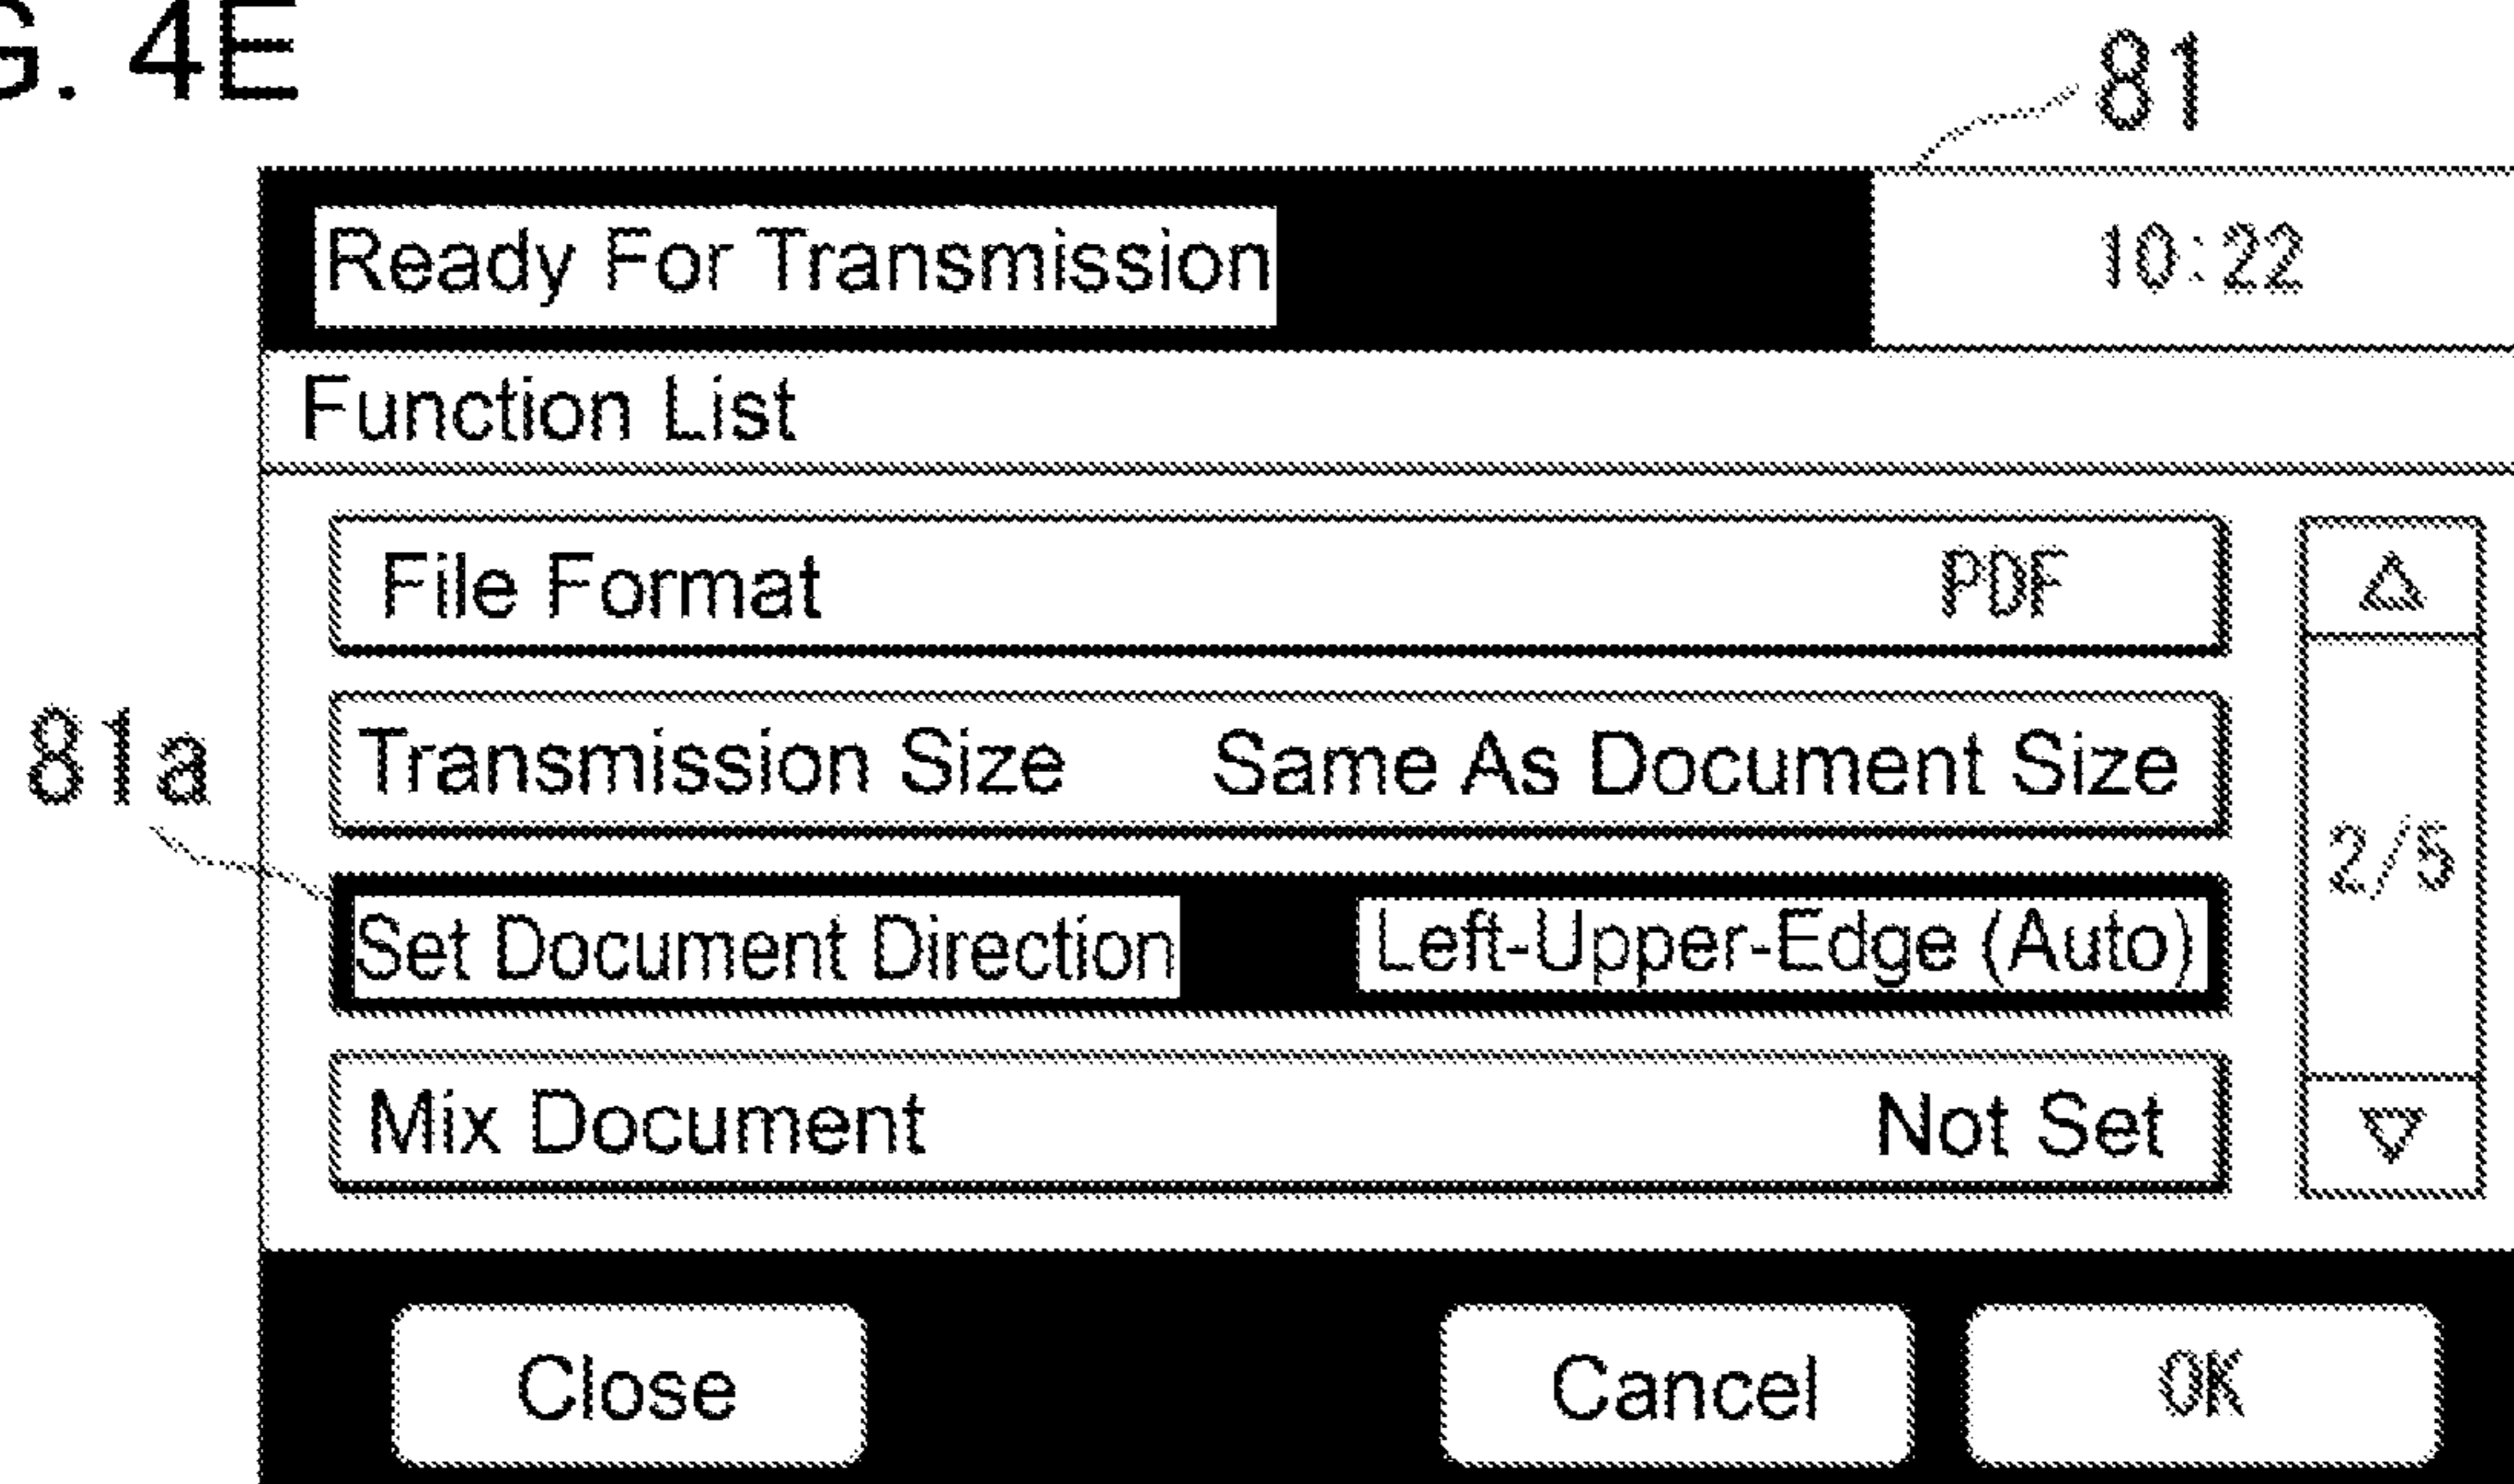 G. 4E
81
Ready For Transmission 10:22
Function List
File Format PDF
Transmission Size Same As Document Size
81a
2/5
Set Document Direction Left-Upper-Edge (Auto)
Mix Document Not Set
Close Cancel OK